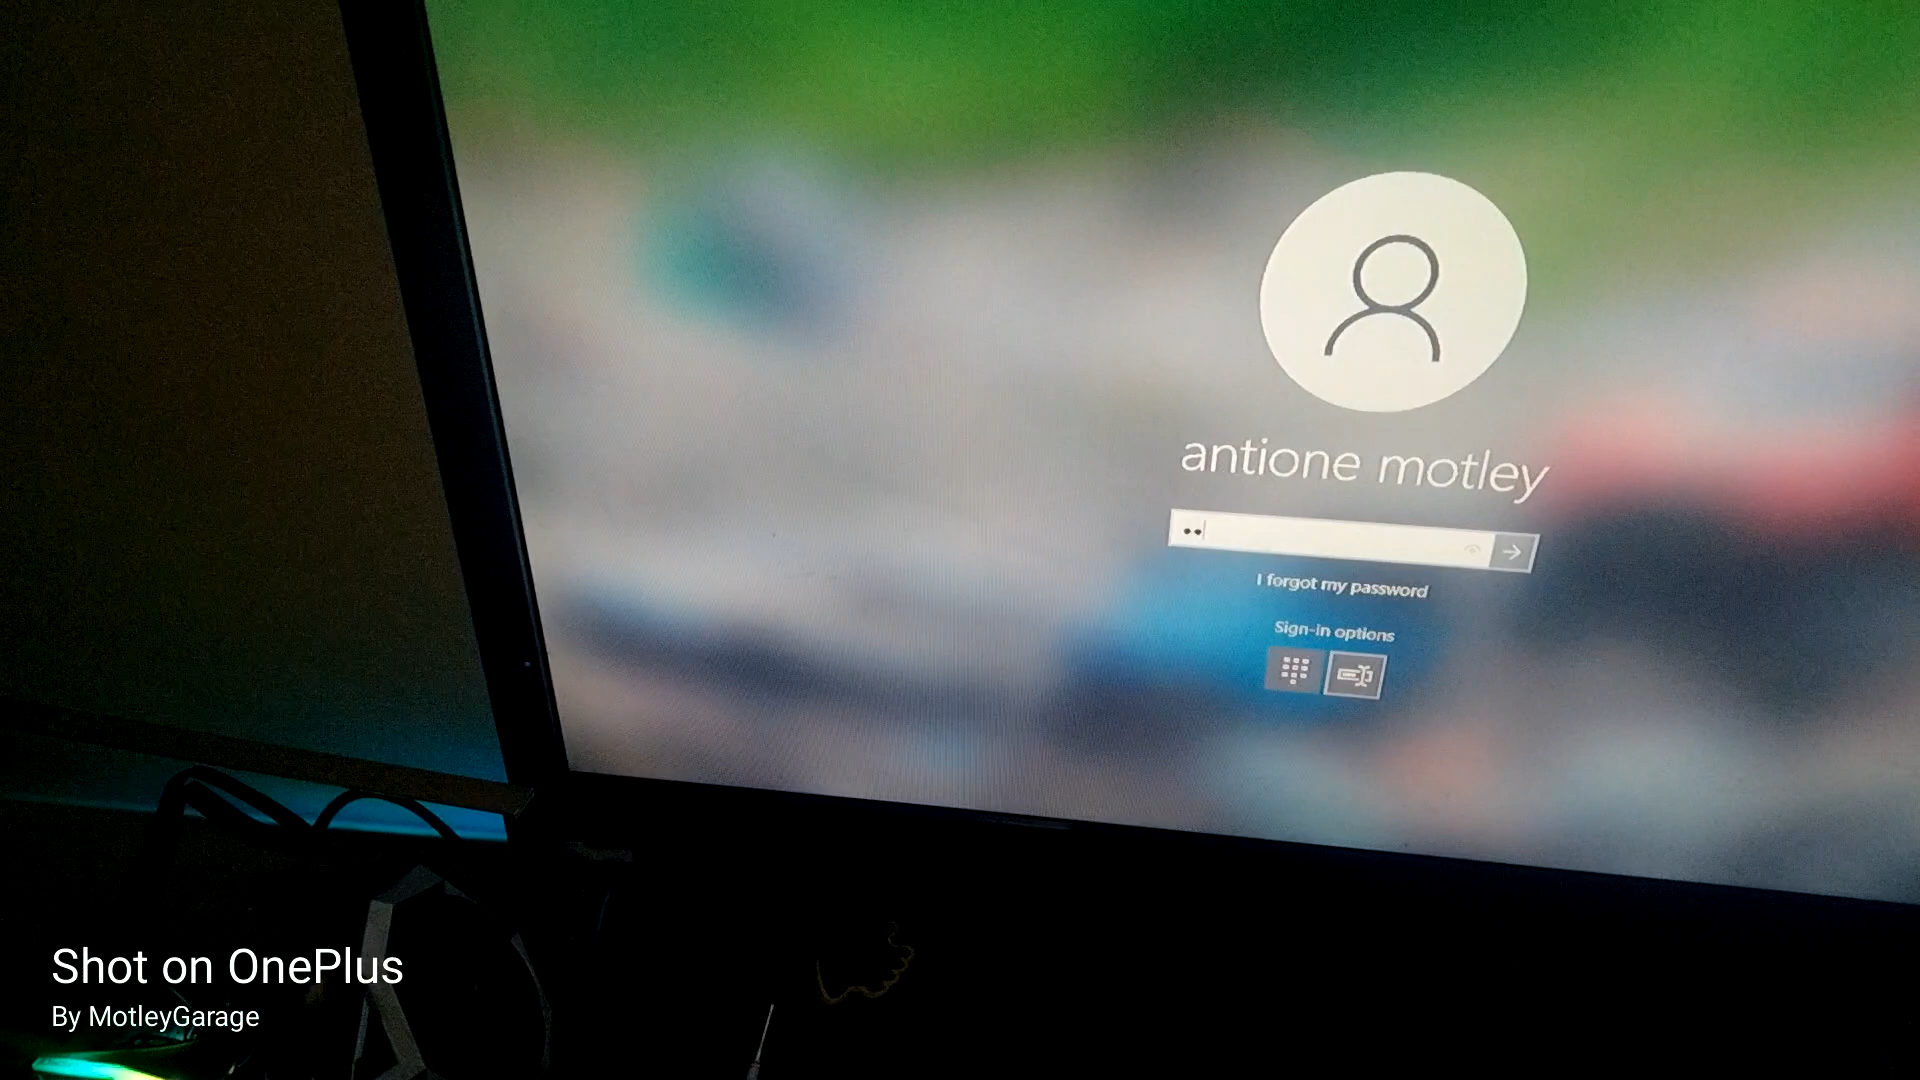 antione motley
I forgot my password
Sign-in options
Shot on OnePlus
By MotleyGarage